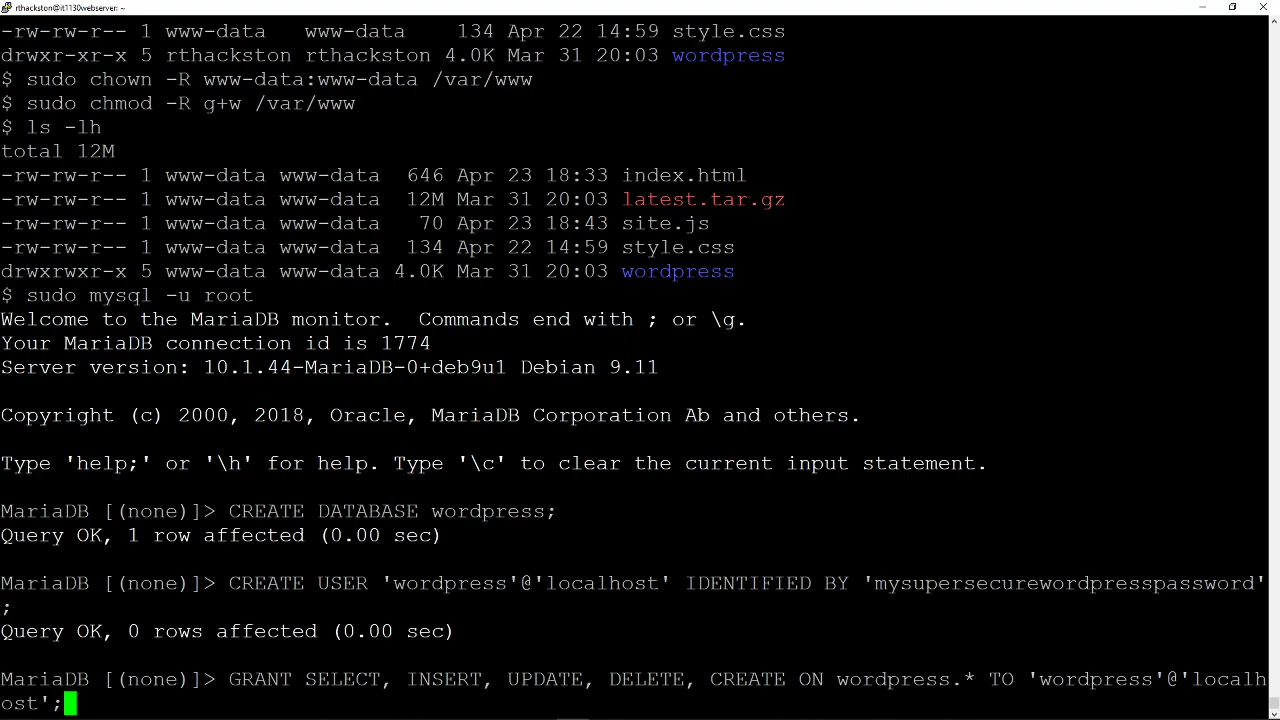 rthackston@it1130webserver: ~
-rw-rw-r-- 1 www-data   www-data    134 Apr 22 14:59 style.css
drwxr-xr-x 5 rthackston rthackston 4.0K Mar 31 20:03 wordpress
$ sudo chown -R www-data:www-data /var/www
$ sudo chmod -R g+w /var/www
$ ls -lh
total 12M
-rw-rw-r-- 1 www-data www-data  646 Apr 23 18:33 index.html
-rw-rw-r-- 1 www-data www-data  12M Mar 31 20:03 latest.tar.gz
-rw-rw-r-- 1 www-data www-data   70 Apr 23 18:43 site.js
-rw-rw-r-- 1 www-data www-data  134 Apr 22 14:59 style.css
drwxrwxr-x 5 www-data www-data 4.0K Mar 31 20:03 wordpress
$ sudo mysql -u root
Welcome to the MariaDB monitor.  Commands end with ; or \g.
Your MariaDB connection id is 1774
Server version: 10.1.44-MariaDB-0+deb9u1 Debian 9.11
Copyright (c) 2000, 2018, Oracle, MariaDB Corporation Ab and others.
Type 'help;' or '\h' for help. Type '\c' to clear the current input statement.
MariaDB [(none)]> CREATE DATABASE wordpress;
Query OK, 1 row affected (0.00 sec)
MariaDB [(none)]> CREATE USER 'wordpress'@'localhost' IDENTIFIED BY 'mysupersecurewordpresspassword'
;
Query OK, 0 rows affected (0.00 sec)
MariaDB [(none)]> GRANT SELECT, INSERT, UPDATE, DELETE, CREATE ON wordpress.* TO 'wordpress'@'localh
ost';